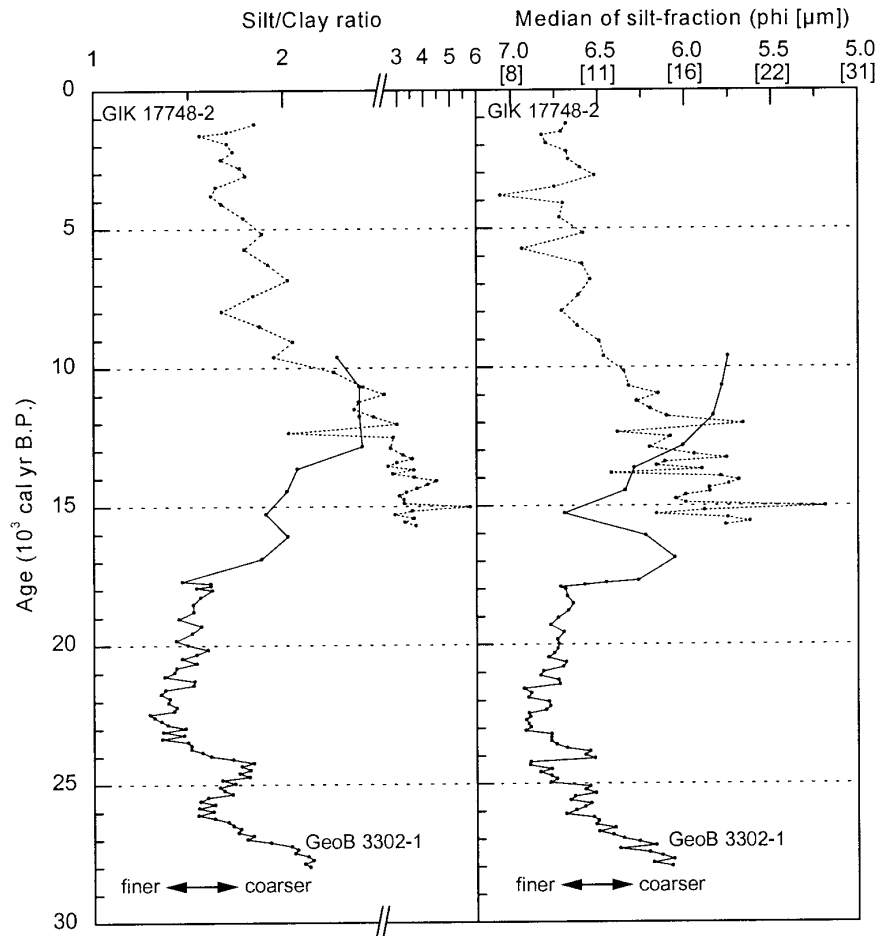 Silt/Clay ratio
Median of silt-fraction (phi [µm])
1 2 3 4 5 6
7.0 6.5 6.0 5.5 5.0
[8] [11] [16] [22] [31]
0
GIK 17748-2
GIK 17748-2
5
10
15
20
25
30
Age (10³ cal yr B.P.)
GeoB 3302-1
GeoB 3302-1
finer coarser
finer coarser